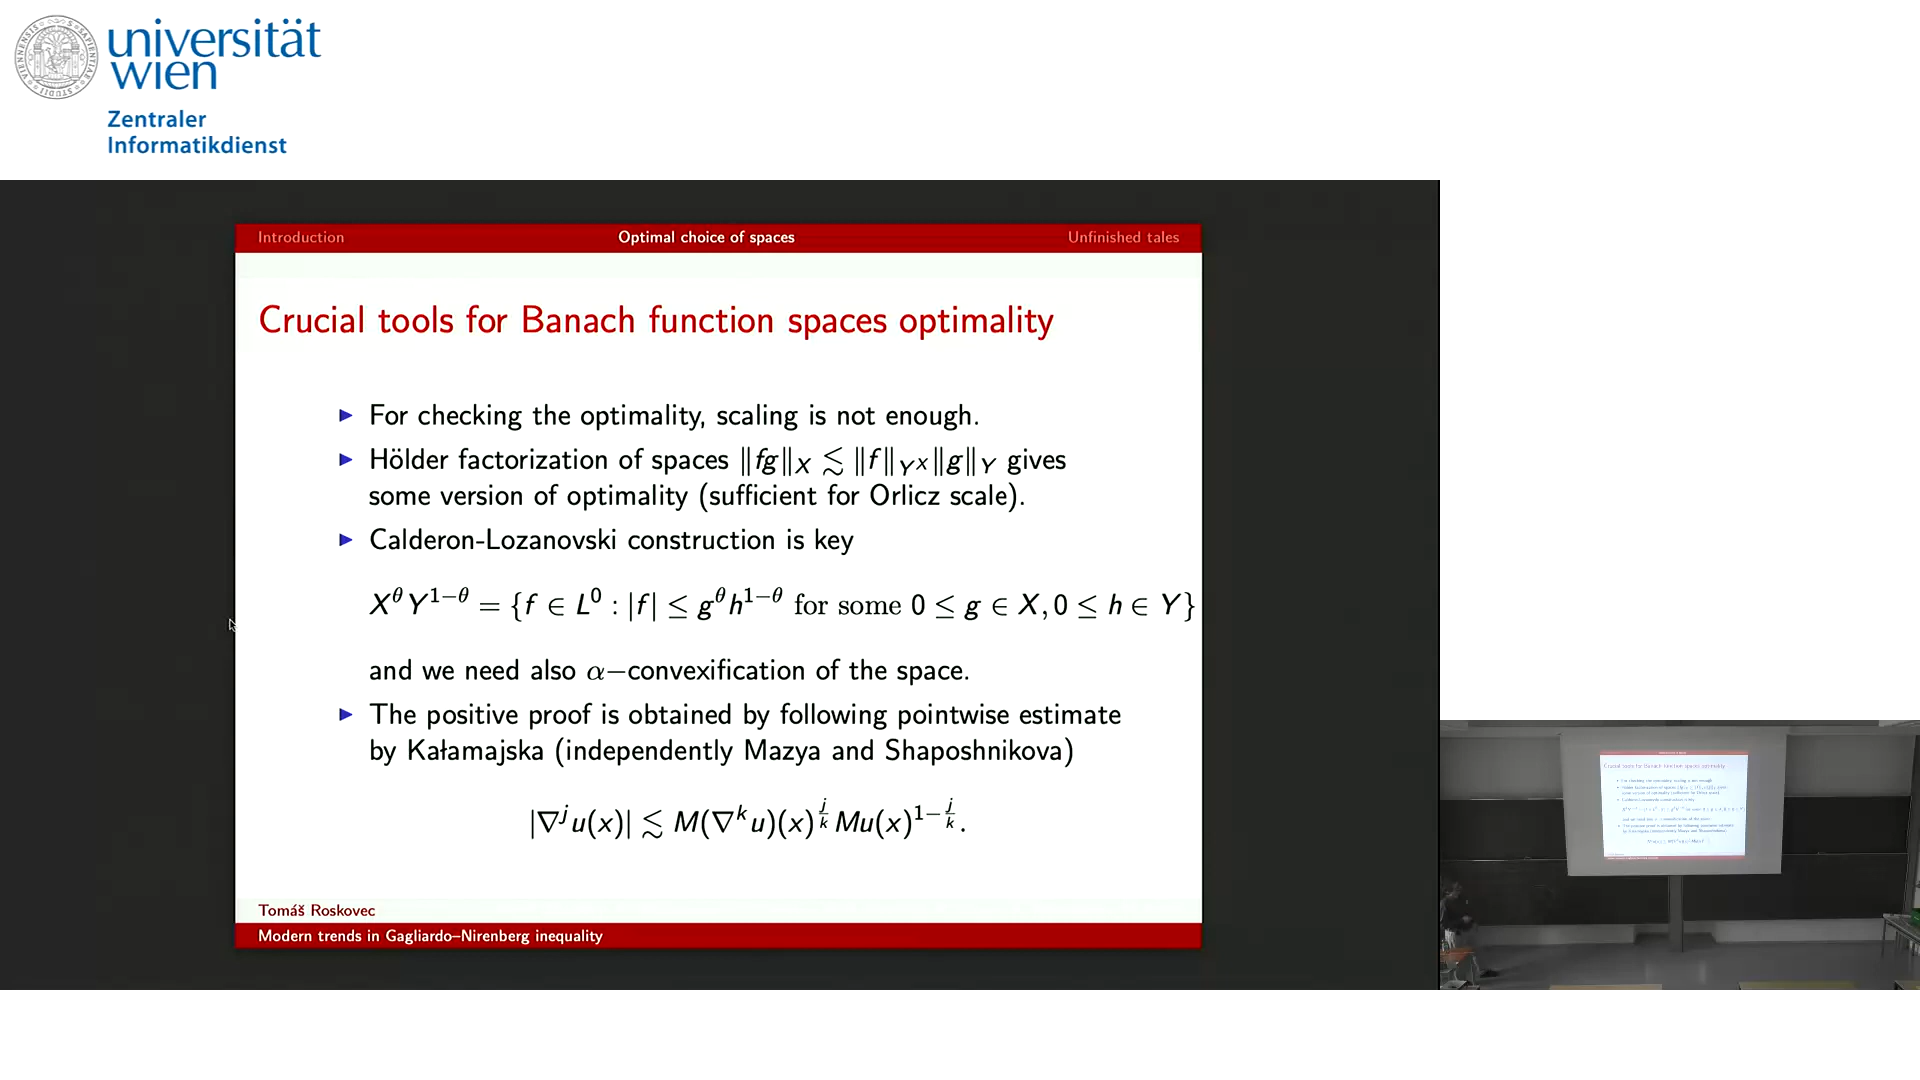 universität
wien
Zentraler
Informatikdienst
Introduction Optimal choice of spaces Unfinished tales
Crucial tools for Banach function spaces optimality
▶ For checking the optimality, scaling is not enough.
▶ Hölder factorization of spaces ‖fg‖_X ≲ ‖f‖_{Y^X}‖g‖_Y gives
some version of optimality (sufficient for Orlicz scale).
▶ Calderon-Lozanovski construction is key
X^θ Y^{1−θ} = {f ∈ L^0 : |f| ≤ g^θ h^{1−θ} for some 0 ≤ g ∈ X, 0 ≤ h ∈ Y}
and we need also α−convexification of the space.
▶ The positive proof is obtained by following pointwise estimate
by Kałamajska (independently Mazya and Shaposhnikova)
|∇^j u(x)| ≲ M(∇^k u)(x)^{j/k} Mu(x)^{1−j/k}.
Tomáš Roskovec
Modern trends in Gagliardo–Nirenberg inequality